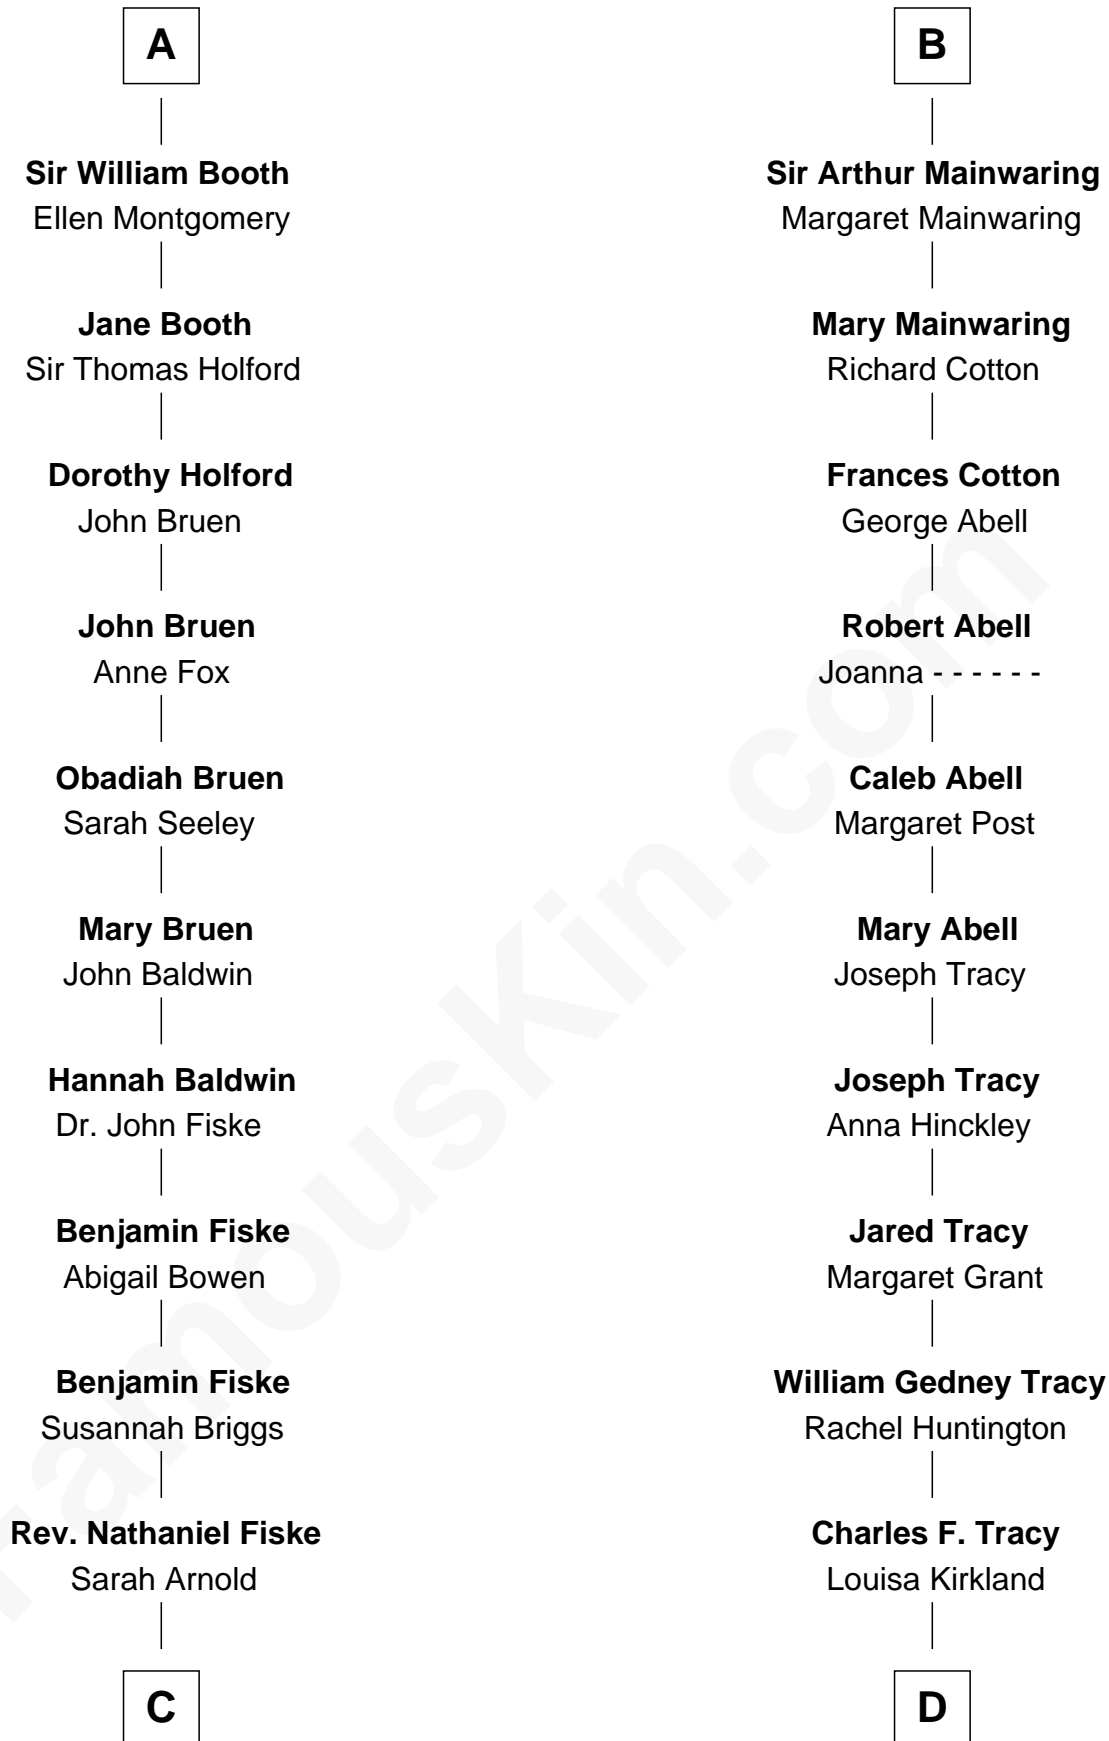 A
Sir William Booth
Ellen Montgomery
Jane Booth
Sir Thomas Holford
Dorothy Holford
John Bruen
John Bruen
Anne Fox
Obadiah Bruen
Sarah Seeley
Mary Bruen
John Baldwin
Hannah Baldwin
Dr. John Fiske
Benjamin Fiske
Abigail Bowen
Benjamin Fiske
Susannah Briggs
Rev. Nathaniel Fiske
Sarah Arnold
C
B
Sir Arthur Mainwaring
Margaret Mainwaring
Mary Mainwaring
Richard Cotton
Frances Cotton
George Abell
Robert Abell
Joanna - - - - - -
Caleb Abell
Margaret Post
Mary Abell
Joseph Tracy
Joseph Tracy
Anna Hinckley
Jared Tracy
Margaret Grant
William Gedney Tracy
Rachel Huntington
Charles F. Tracy
Louisa Kirkland
D
FamousKin.com